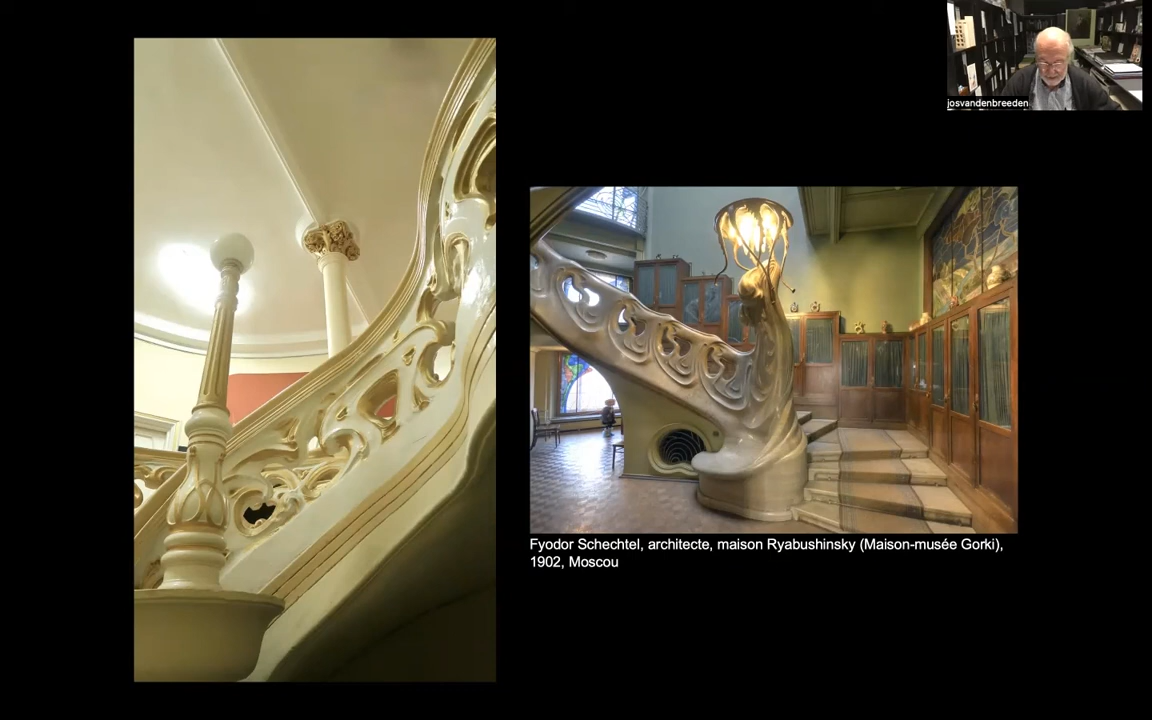 josvandenbreeden
Fyodor Schechtel, architecte, maison Ryabushinsky (Maison-musée Gorki),
1902, Moscou